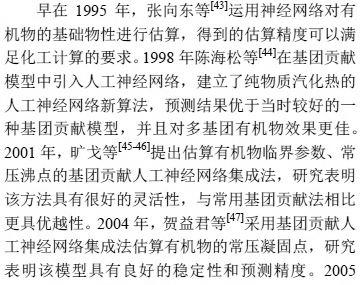 早在 1995 年，张向东等[43]运用神经网络对有
机物的基础物性进行估算，得到的估算精度可以满
足化工计算的要求。1998 年陈海松等[44]在基团贡献
模型中引入人工神经网络，建立了纯物质汽化热的
人工神经网络新算法，预测结果优于当时较好的一
种基团贡献模型，并且对多基团有机物效果更佳。
2001 年，旷戈等[45-46]提出估算有机物临界参数、常
压沸点的基团贡献人工神经网络集成法，研究表明
该方法具有很好的灵活性，与常用基团贡献法相比
更具优越性。2004 年，贺益君等[47]采用基团贡献人
工神经网络集成法估算有机物的常压凝固点，研究
表明该模型具有良好的稳定性和预测精度。2005